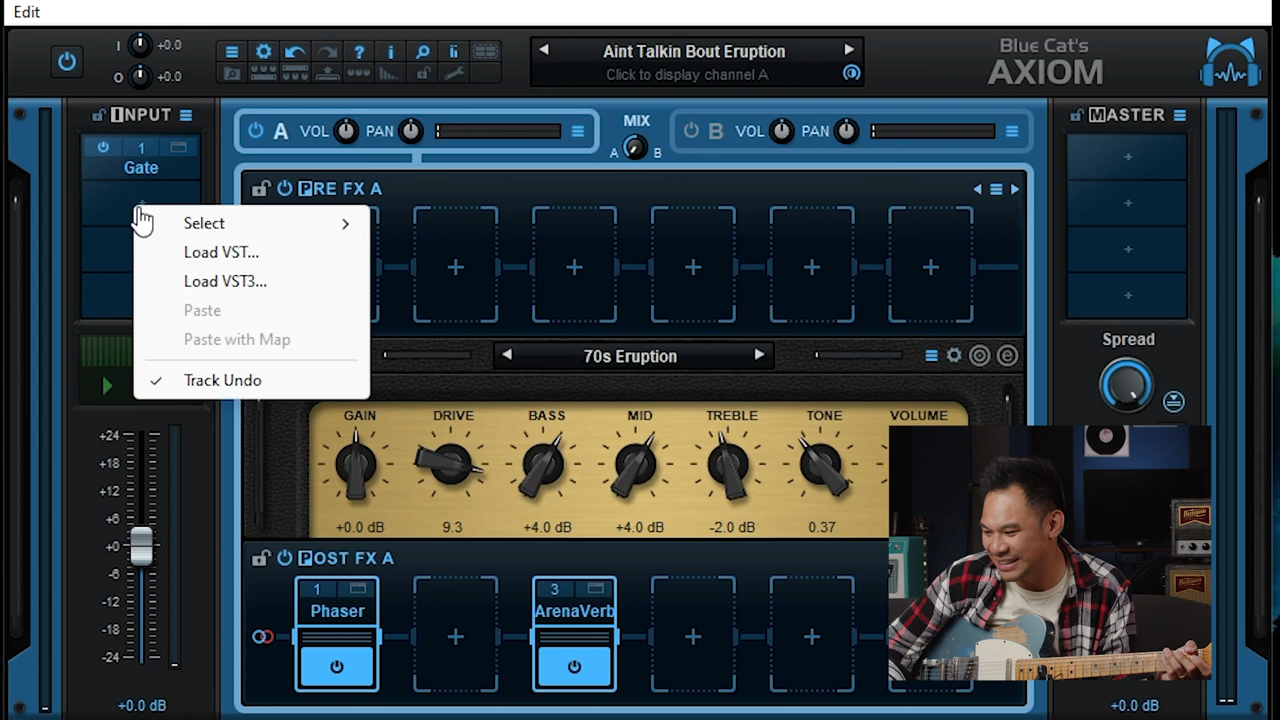 Edit
I +0.0
O +0.0
Aint Talkin Bout Eruption
Click to display channel A
Blue Cat's
AXIOM
INPUT
1
Gate
A VOL PAN
MIX
A B
B VOL PAN
MASTER
PRE FX A
Select
Load VST...
Load VST3...
Paste
Paste with Map
Track Undo
70s Eruption
Spread
GAIN DRIVE BASS MID TREBLE TONE VOLUME
+0.0 dB 9.3 +4.0 dB +4.0 dB -2.0 dB 0.37
+24
+18
+12
+6
+0
-6
-12
-18
-24
+0.0 dB
POST FX A
1
Phaser
3
ArenaVerb
+0.0 dB